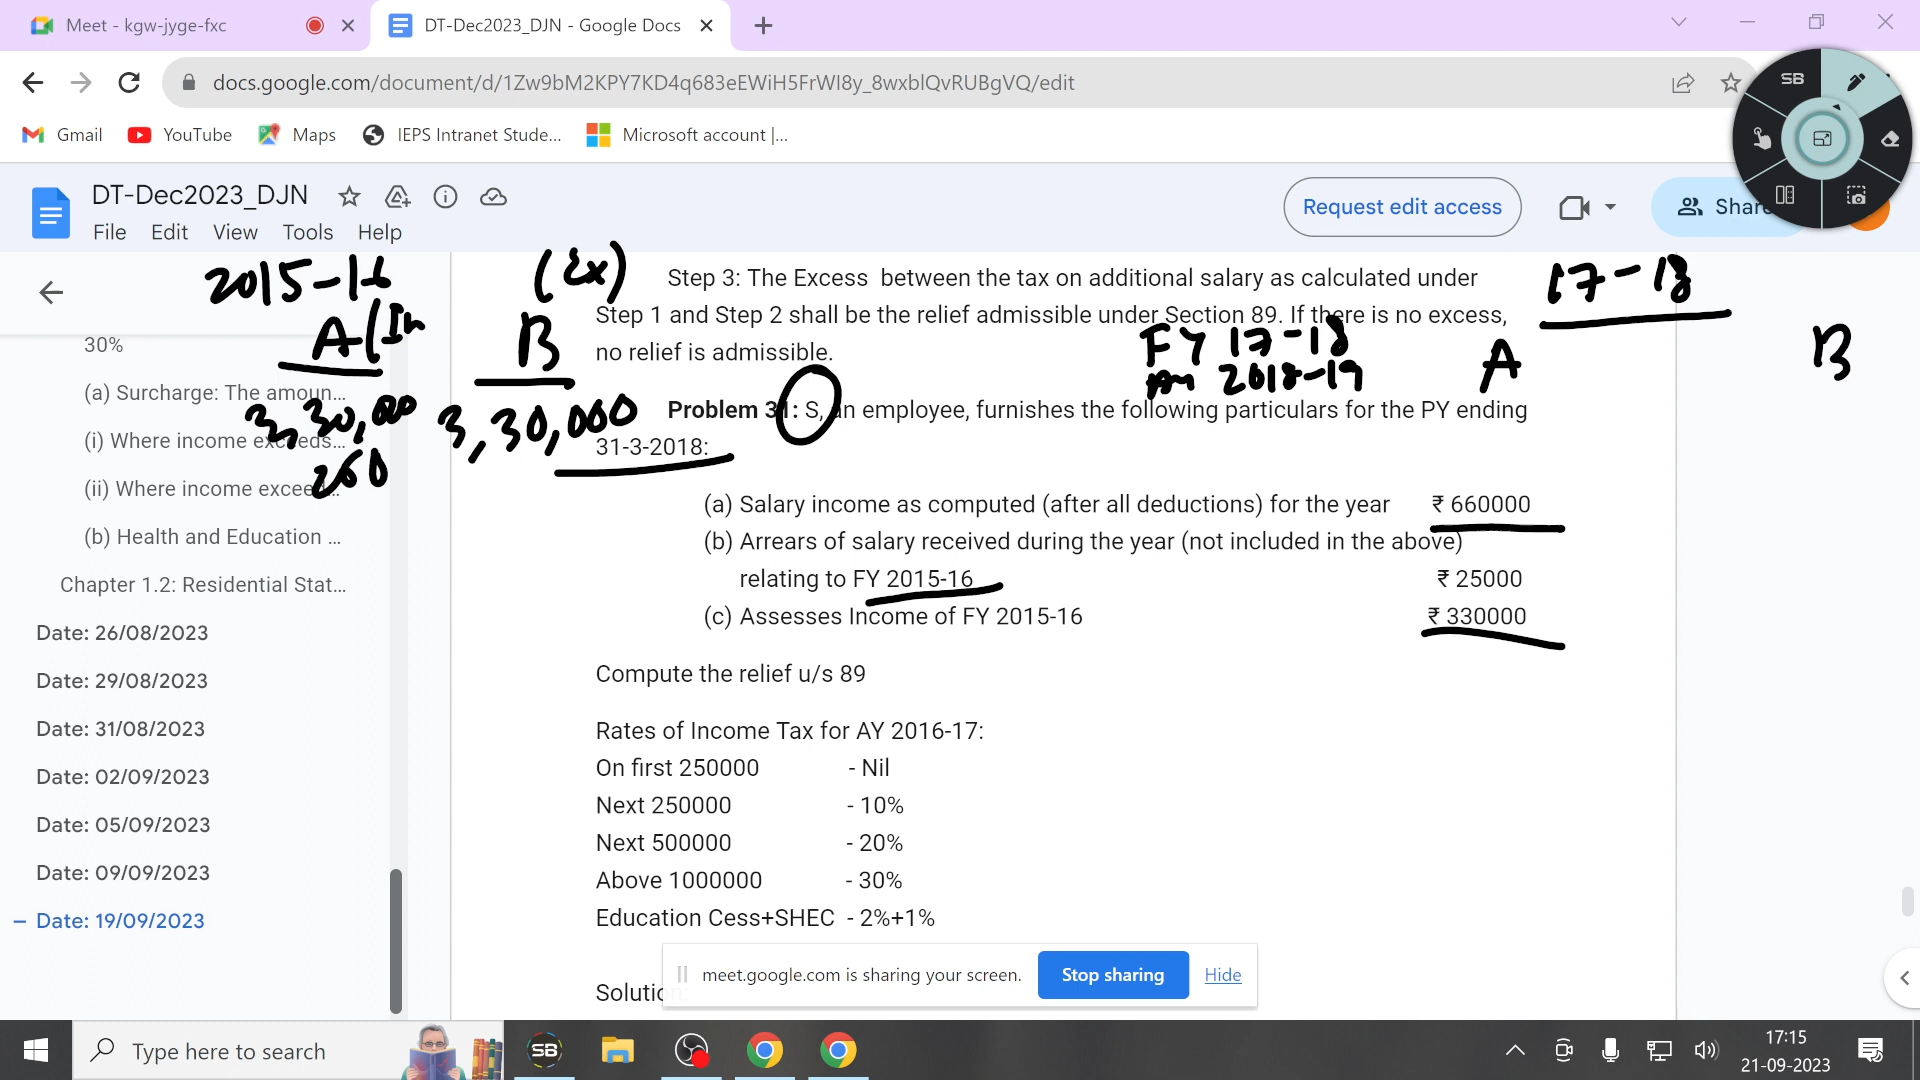 Meet - kgw-jyge-fxc
DT-Dec2023_DJN - Google Docs
docs.google.com/document/d/1Zw9bM2KPY7KD4q683eEWiH5FrWI8y_8wxblQvRUBgVQ/edit
SB
Gmail
YouTube
Maps
IEPS Intranet Stude...
Microsoft account |...
DT-Dec2023_DJN
File Edit View Tools Help
Request edit access
Share
30%
(a) Surcharge: The amoun...
(i) Where income exceeds...
(ii) Where income exceed...
(b) Health and Education ...
Chapter 1.2: Residential Stat...
Date: 26/08/2023
Date: 29/08/2023
Date: 31/08/2023
Date: 02/09/2023
Date: 05/09/2023
Date: 09/09/2023
Date: 19/09/2023
2015-16
A(In
(Ex)
B
3,30,000
3,30,000
250
17-18
FY 17-18
2018-19
A
B
Step 3: The Excess between the tax on additional salary as calculated under
Step 1 and Step 2 shall be the relief admissible under Section 89. If there is no excess,
no relief is admissible.
Problem 31: S, an employee, furnishes the following particulars for the PY ending
31-3-2018:
(a) Salary income as computed (after all deductions) for the year ₹ 660000
(b) Arrears of salary received during the year (not included in the above)
relating to FY 2015-16 ₹ 25000
(c) Assesses Income of FY 2015-16 ₹ 330000
Compute the relief u/s 89
Rates of Income Tax for AY 2016-17:
On first 250000 - Nil
Next 250000 - 10%
Next 500000 - 20%
Above 1000000 - 30%
Education Cess+SHEC - 2%+1%
Solution:
meet.google.com is sharing your screen.
Stop sharing
Hide
Type here to search
SB
17:15
21-09-2023